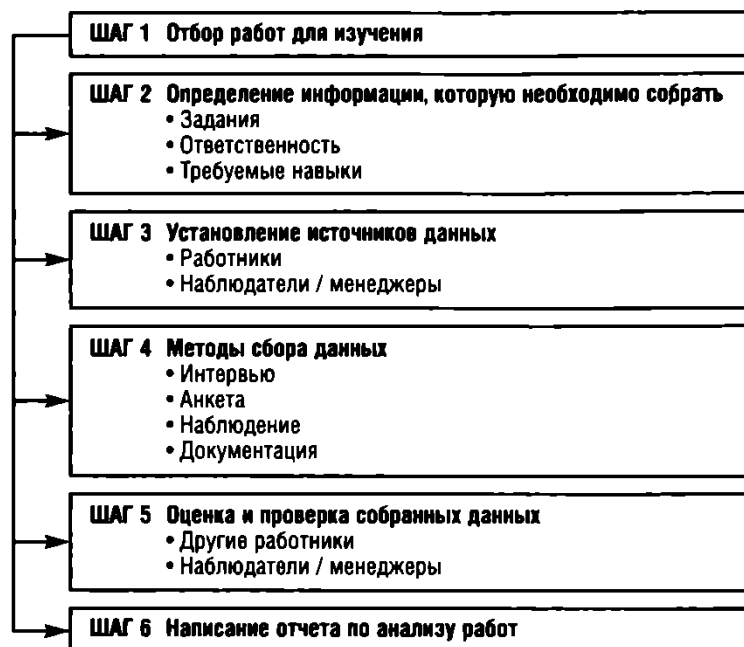 ШАГ 1 Отбор работ для изучения
ШАГ 2 Определение информации, которую необходимо собрать
• Задания
• Ответственность
• Требуемые навыки
ШАГ 3 Установление источников данных
• Работники
• Наблюдатели / менеджеры
ШАГ 4 Методы сбора данных
• Интервью
• Анкета
• Наблюдение
• Документация
ШАГ 5 Оценка и проверка собранных данных
• Другие работники
• Наблюдатели / менеджеры
ШАГ 6 Написание отчета по анализу работ